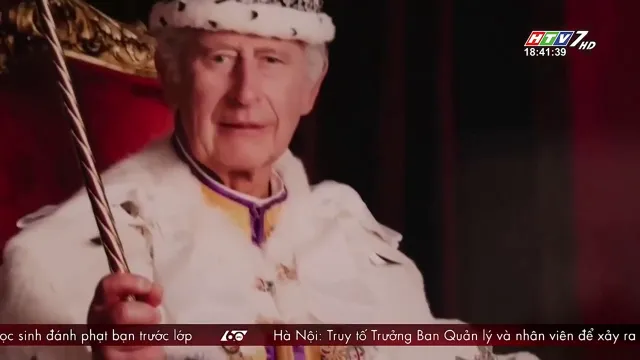 HTV7 HD
18:41:39
ọc sinh đánh phạt bạn trước lớp 60 Hà Nội: Truy tố Trưởng Ban Quản lý và nhân viên để xảy ra